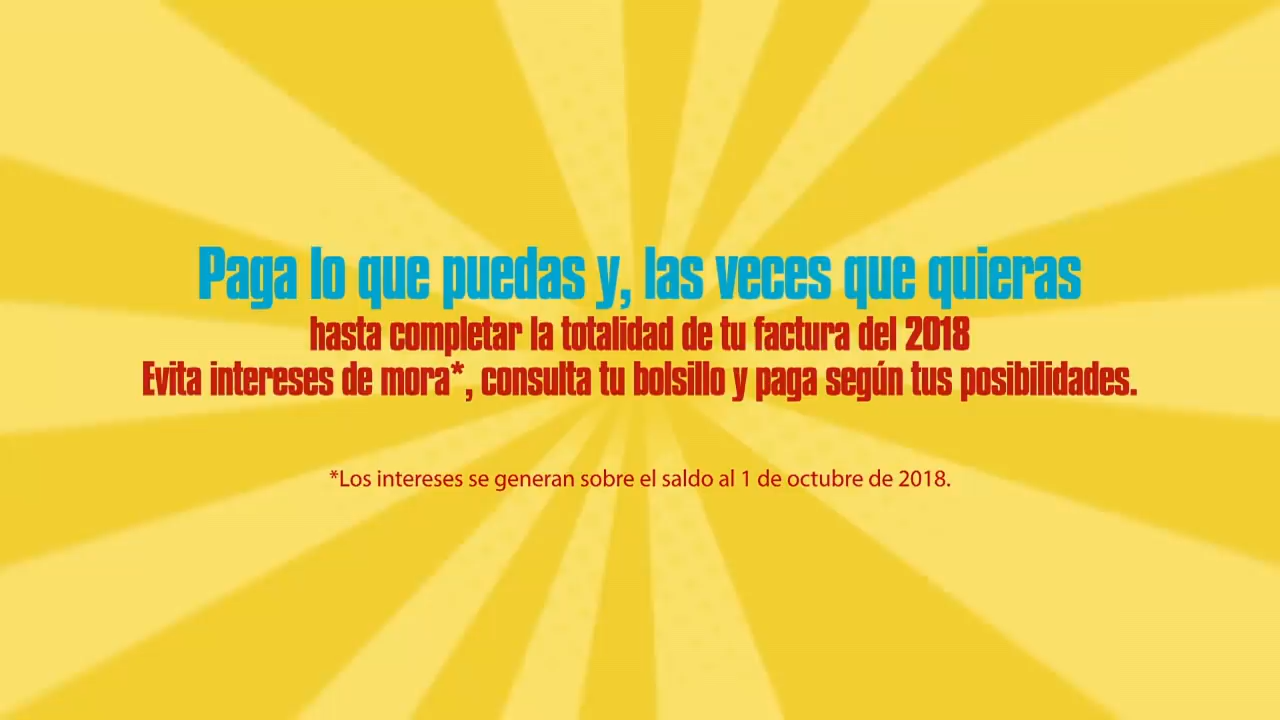 Paga lo que puedas y, las veces que quieras
hasta completar la totalidad de tu factura del 2018
Evita intereses de mora*, consulta tu bolsillo y paga según tus posibilidades.
*Los intereses se generan sobre el saldo al 1 de octubre de 2018.